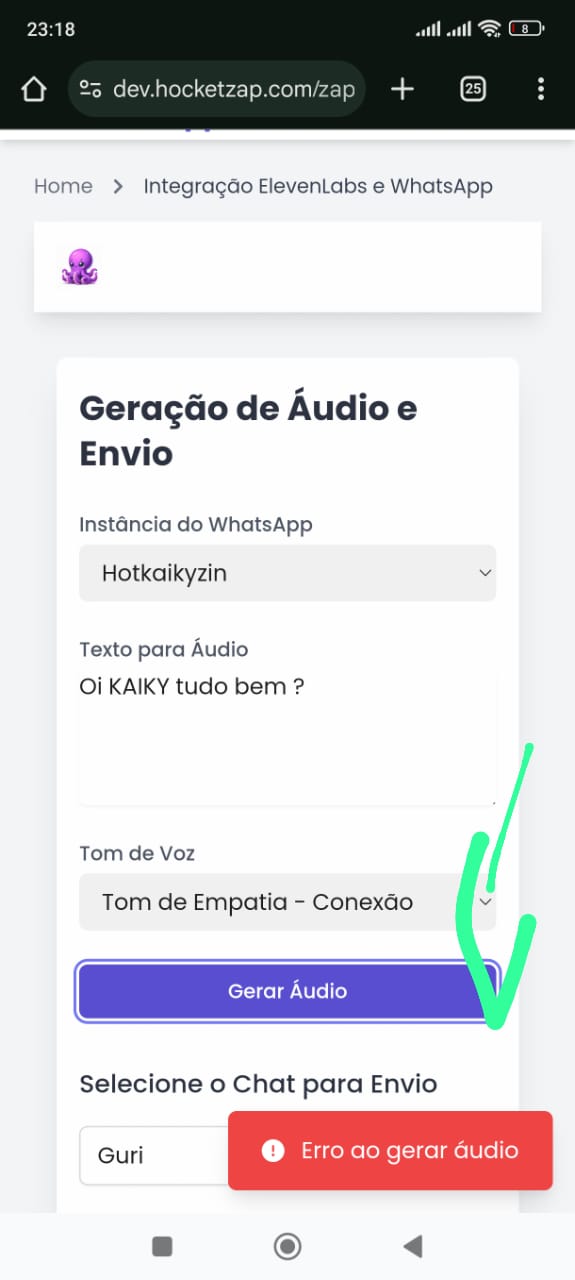 23:18
8
dev.hocketzap.com/zap
25
Home > Integração ElevenLabs e WhatsApp
Geração de Áudio e
Envio
Instância do WhatsApp
Hotkaikyzin
Texto para Áudio
Oi KAIKY tudo bem ?
Tom de Voz
Tom de Empatia - Conexão
Gerar Áudio
Selecione o Chat para Envio
Guri
Erro ao gerar áudio